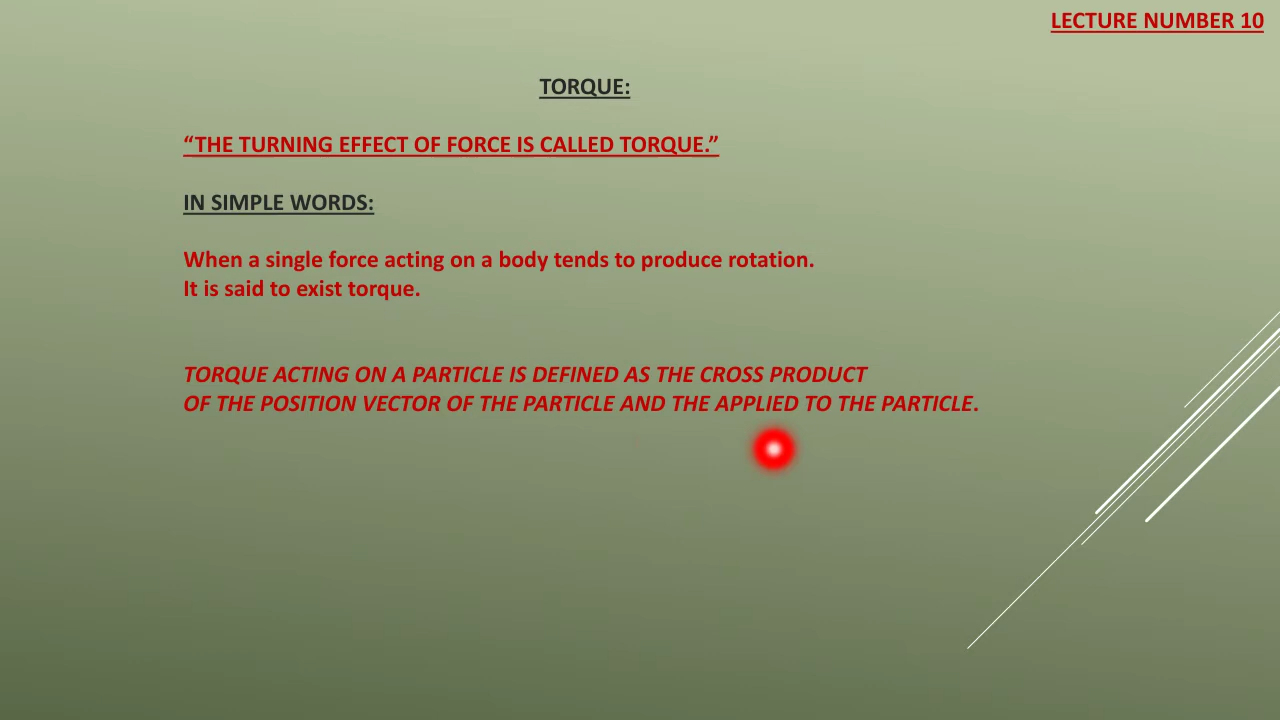 LECTURE NUMBER 10
TORQUE:
“THE TURNING EFFECT OF FORCE IS CALLED TORQUE.”
IN SIMPLE WORDS:
When a single force acting on a body tends to produce rotation.
It is said to exist torque.
TORQUE ACTING ON A PARTICLE IS DEFINED AS THE CROSS PRODUCT
OF THE POSITION VECTOR OF THE PARTICLE AND THE APPLIED TO THE PARTICLE.